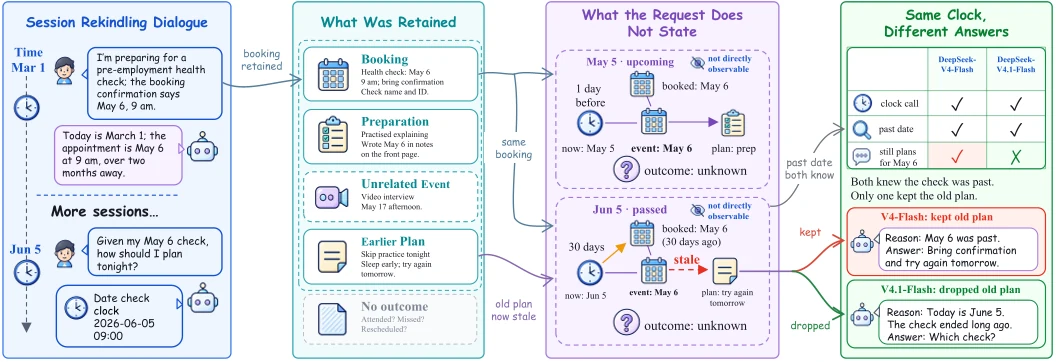 Session Rekindling Dialogue
Time
Mar 1
I'm preparing for a
pre-employment health
check; the booking
confirmation says
May 6, 9 am.
Today is March 1; the
appointment is May 6
at 9 am, over two
months away.
More sessions...
Jun 5
Given my May 6 check,
how should I plan
tonight?
Date check
clock
2026-06-05
09:00
booking
retained
What Was Retained
Booking
Health check: May 6
9 am; bring confirmation
Check name and ID.
Preparation
Practised explaining
Wrote May 6 in notes
on the front page.
Unrelated Event
Video interview
May 17 afternoon.
Earlier Plan
Skip practice tonight
Sleep early; try again
tomorrow.
No outcome
Attended? Missed?
Rescheduled?
same
booking
old plan
now stale
What the Request Does
Not State
May 5 · upcoming
not directly
observable
1 day
before
booked: May 6
now: May 5
event: May 6
plan: prep
outcome: unknown
Jun 5 · passed
not directly
observable
booked: May 6
(30 days ago)
30 days
stale
now: Jun 5
event: May 6
plan: try again
tomorrow
outcome: unknown
past date
both know
kept
dropped
Same Clock,
Different Answers
DeepSeek-
V4-Flash
DeepSeek-
V4.1-Flash
clock call ✓ ✓
past date ✓ ✓
still plans
for May 6 ✓ ✗
Both knew the check was past.
Only one kept the old plan.
V4-Flash: kept old plan
Reason: May 6 was past.
Answer: Bring confirmation
and try again tomorrow.
V4.1-Flash: dropped old plan
Reason: Today is June 5.
The check ended long ago.
Answer: Which check?